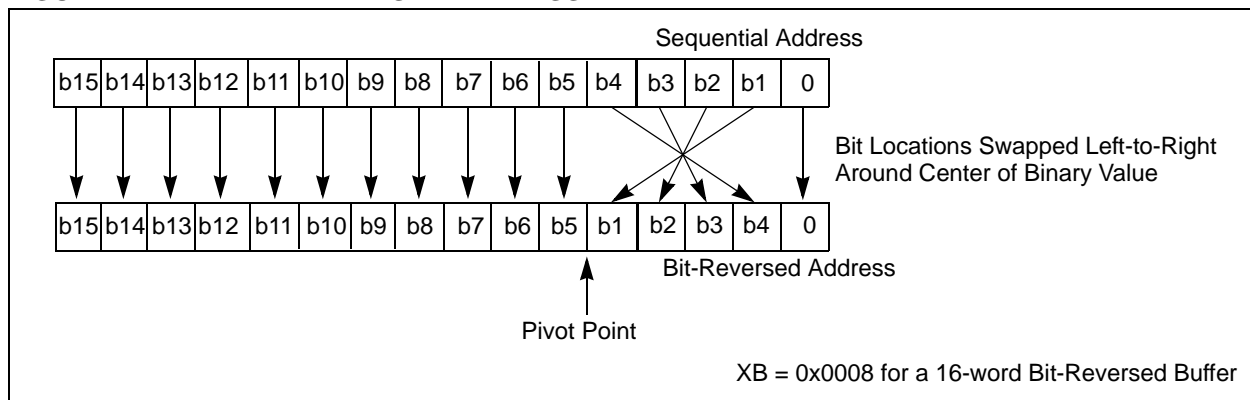 Sequential Address
b15 b14 b13 b12 b11 b10 b9 b8 b7 b6 b5 b4 b3 b2 b1 0
Bit Locations Swapped Left-to-Right
Around Center of Binary Value
b15 b14 b13 b12 b11 b10 b9 b8 b7 b6 b5 b1 b2 b3 b4 0
Bit-Reversed Address
Pivot Point
XB = 0x0008 for a 16-word Bit-Reversed Buffer